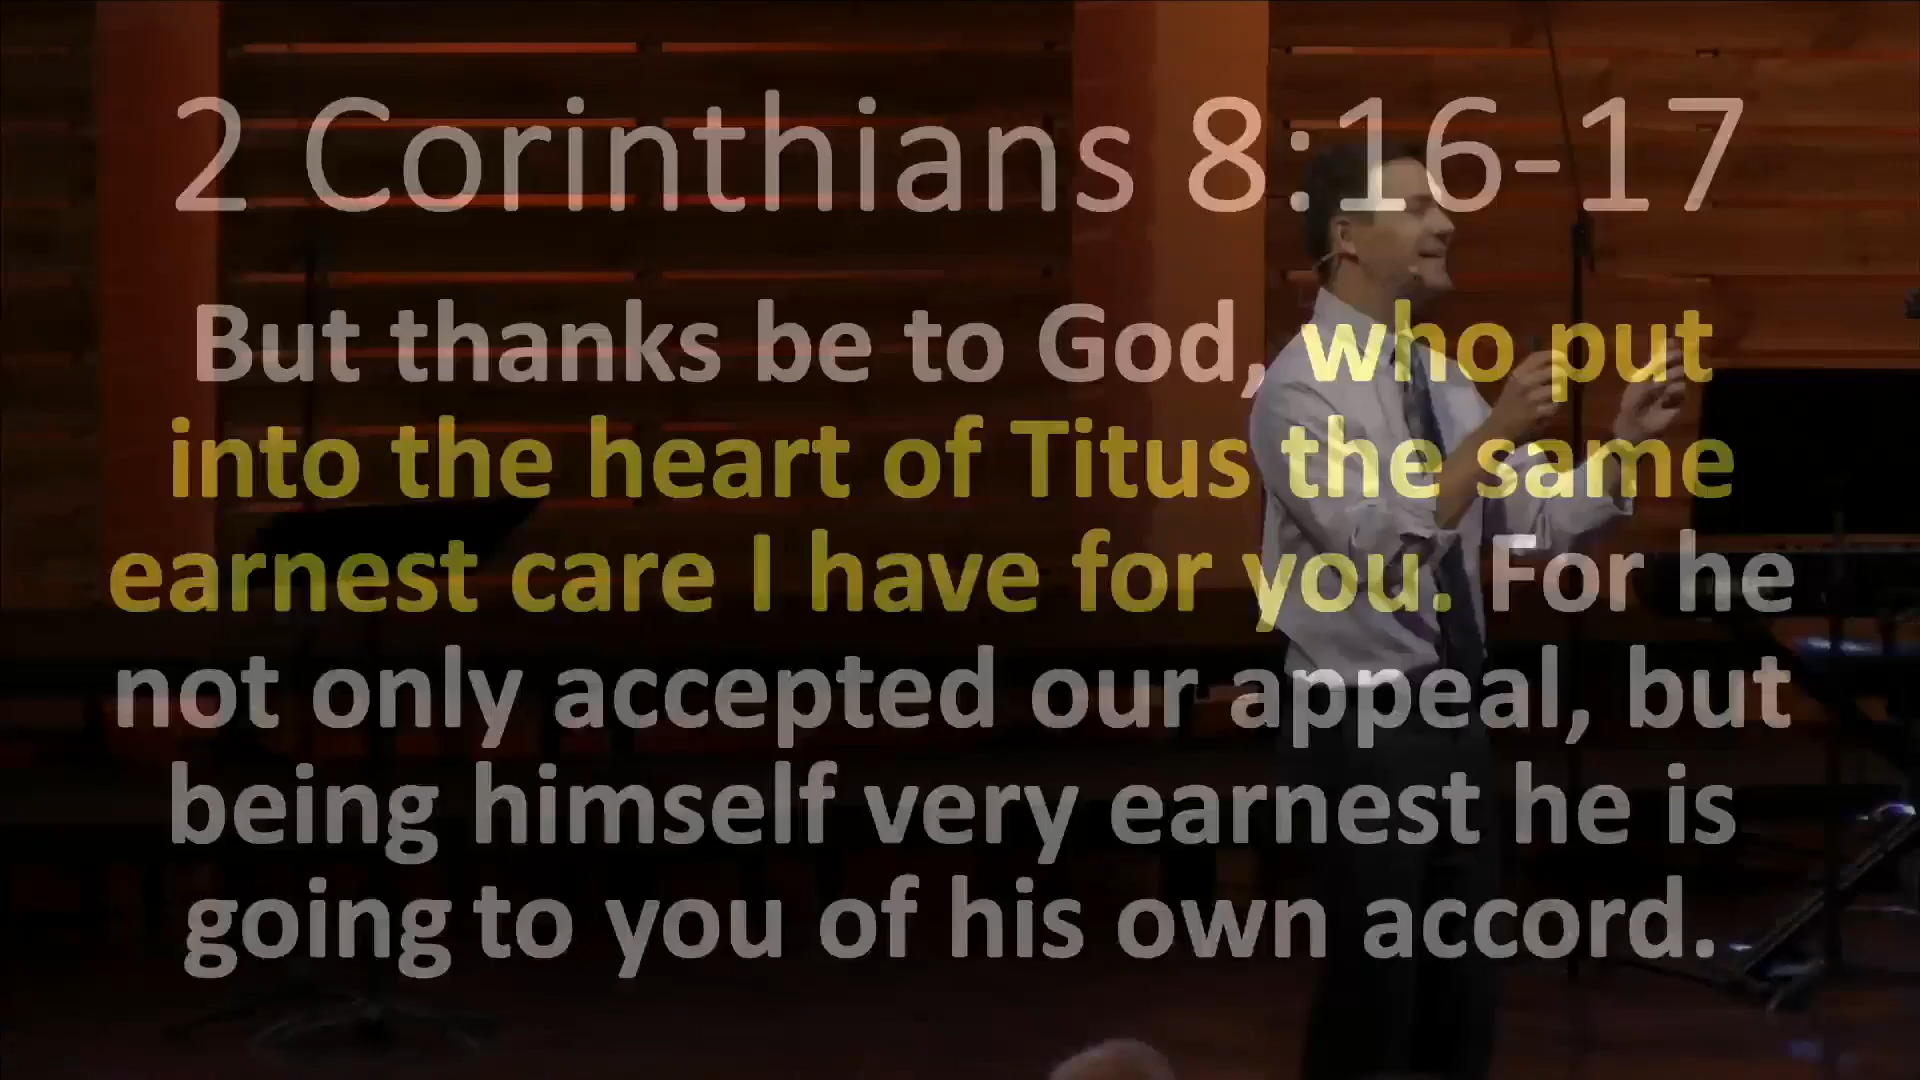 2 Corinthians 8:16-17
But thanks be to God, who put
into the heart of Titus the same
earnest care I have for you. For he
not only accepted our appeal, but
being himself very earnest he is
going to you of his own accord.